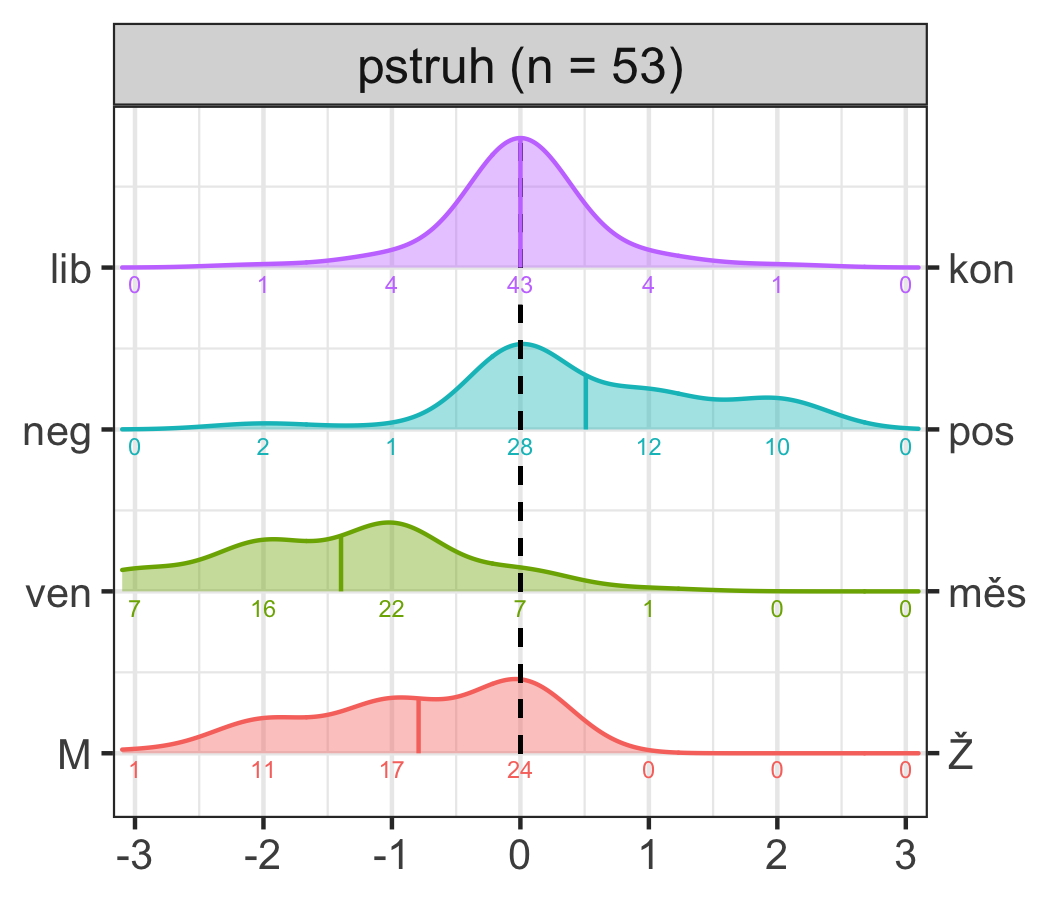 pstruh (n = 53)
lib kon
0 1 4 43 4 1 0
neg pos
0 2 1 28 12 10 0
ven měs
7 16 22 7 1 0 0
M Ž
1 11 17 24 0 0 0
-3 -2 -1 0 1 2 3